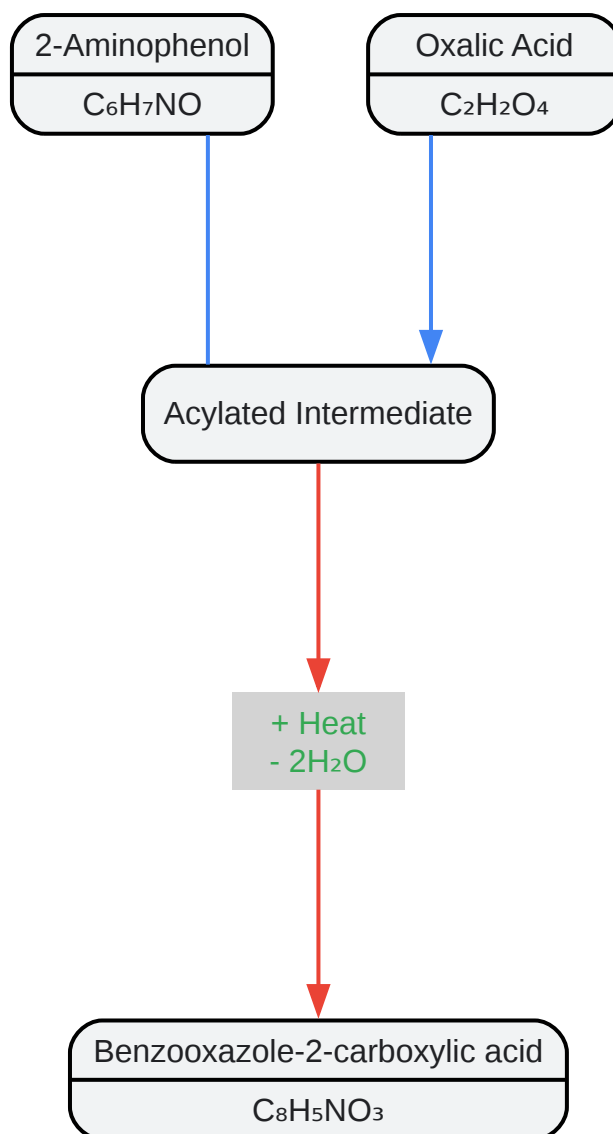 2-Aminophenol
C₆H₇NO
Oxalic Acid
C₂H₂O₄
Acylated Intermediate
+ Heat
- 2H₂O
Benzooxazole-2-carboxylic acid
C₈H₅NO₃